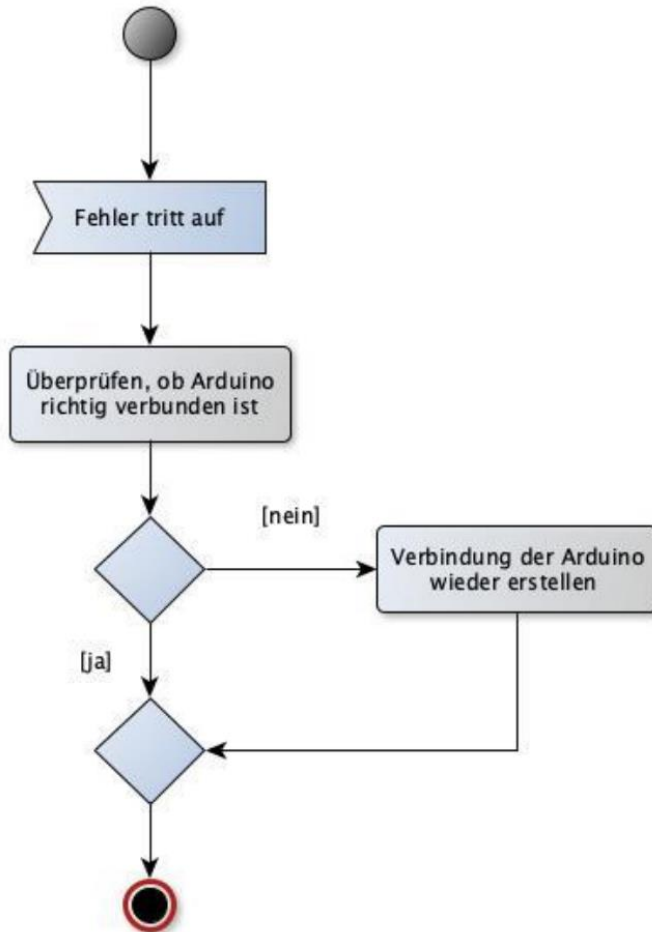 Fehler tritt auf
Überprüfen, ob Arduino
richtig verbunden ist
[nein]
Verbindung der Arduino
wieder erstellen
[ja]